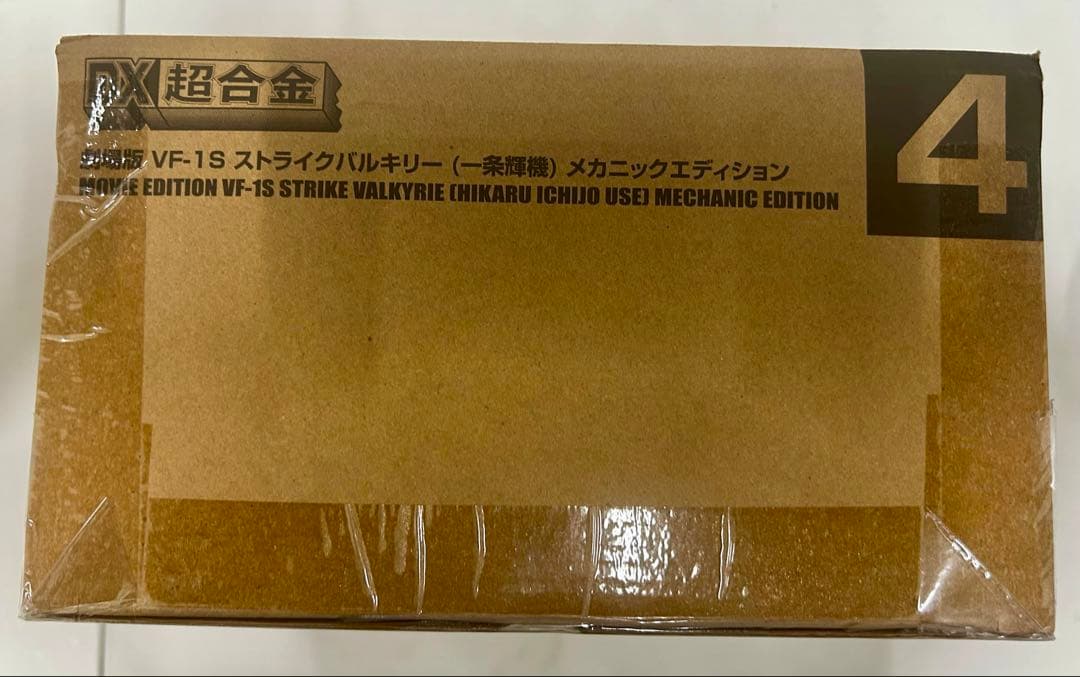 DX超合金
劇場版 VF-1S ストライクバルキリー (一条輝機) メカニックエディション
MOVIE EDITION VF-1S STRIKE VALKYRIE (HIKARU ICHIJO USE) MECHANIC EDITION
4